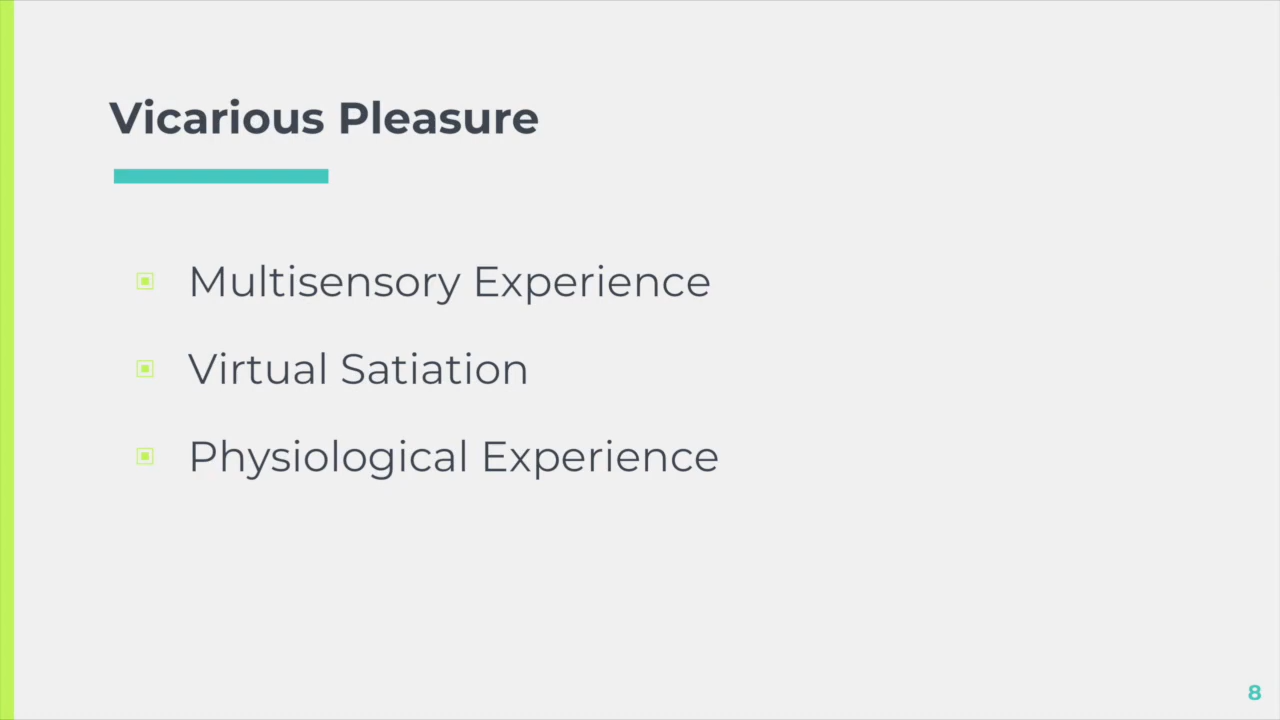 Vicarious Pleasure
Multisensory Experience
Virtual Satiation
Physiological Experience
8